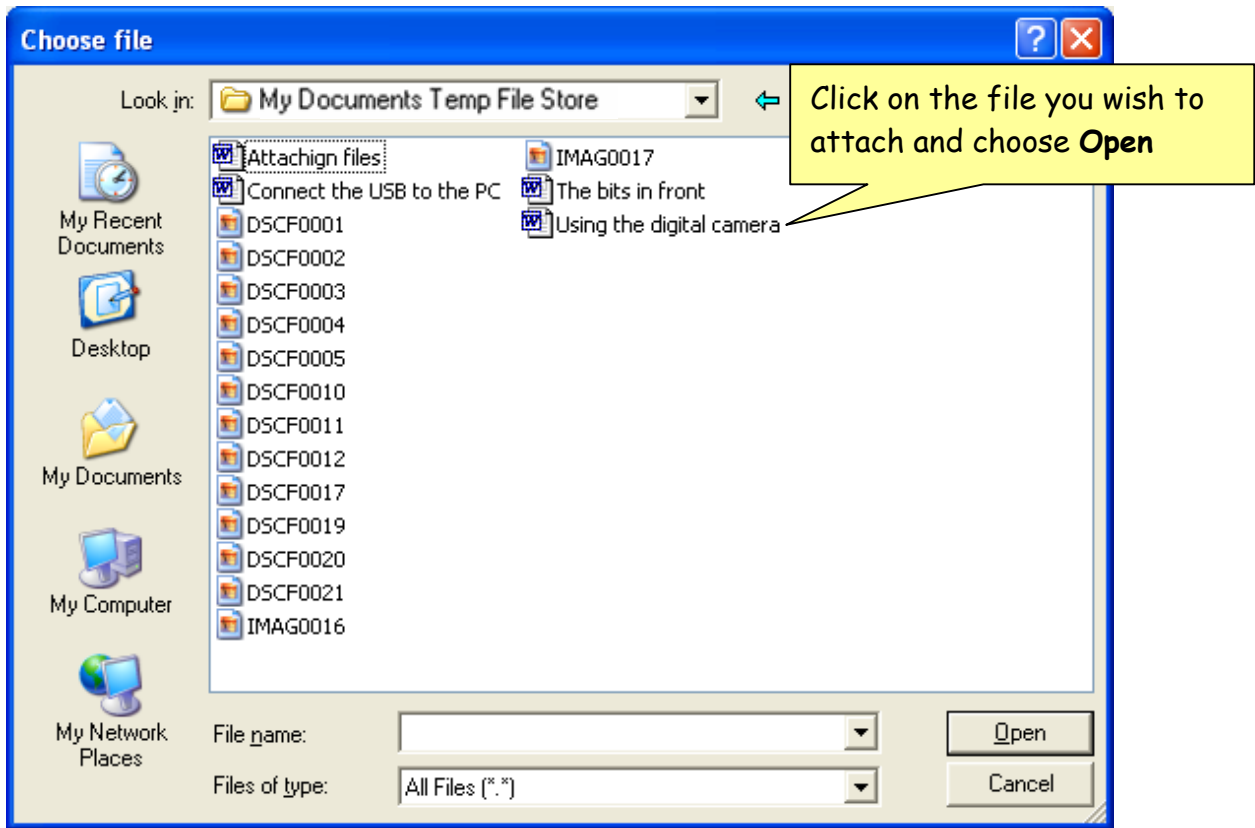 Choose file
Look in:
My Documents Temp File Store
Click on the file you wish to
attach and choose Open
My Recent
Documents
Desktop
My Documents
My Computer
My Network
Places
Attachign files
Connect the USB to the PC
DSCF0001
DSCF0002
DSCF0003
DSCF0004
DSCF0005
DSCF0010
DSCF0011
DSCF0012
DSCF0017
DSCF0019
DSCF0020
DSCF0021
IMAG0016
IMAG0017
The bits in front
Using the digital camera
File name:
Open
Files of type:
All Files (*.*)
Cancel